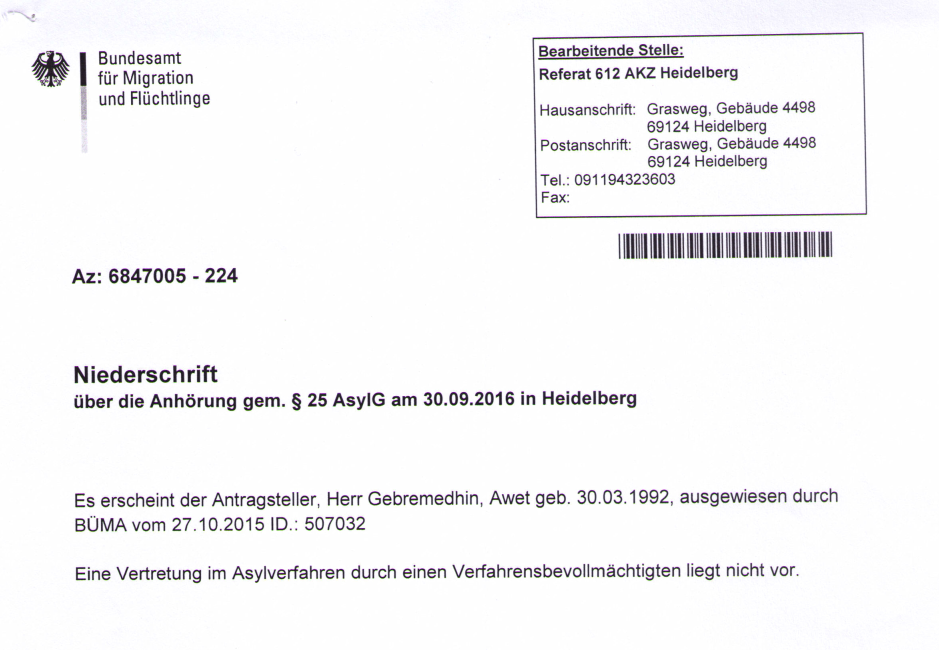 Bundesamt
für Migration
und Flüchtlinge
Bearbeitende Stelle:
Referat 612 AKZ Heidelberg
Hausanschrift: Grasweg, Gebäude 4498
69124 Heidelberg
Postanschrift: Grasweg, Gebäude 4498
69124 Heidelberg
Tel.: 091194323603
Fax:
Az: 6847005 - 224
Niederschrift
über die Anhörung gem. § 25 AsylG am 30.09.2016 in Heidelberg
Es erscheint der Antragsteller, Herr Gebremedhin, Awet geb. 30.03.1992, ausgewiesen durch
BÜMA vom 27.10.2015 ID.: 507032
Eine Vertretung im Asylverfahren durch einen Verfahrensbevollmächtigten liegt nicht vor.